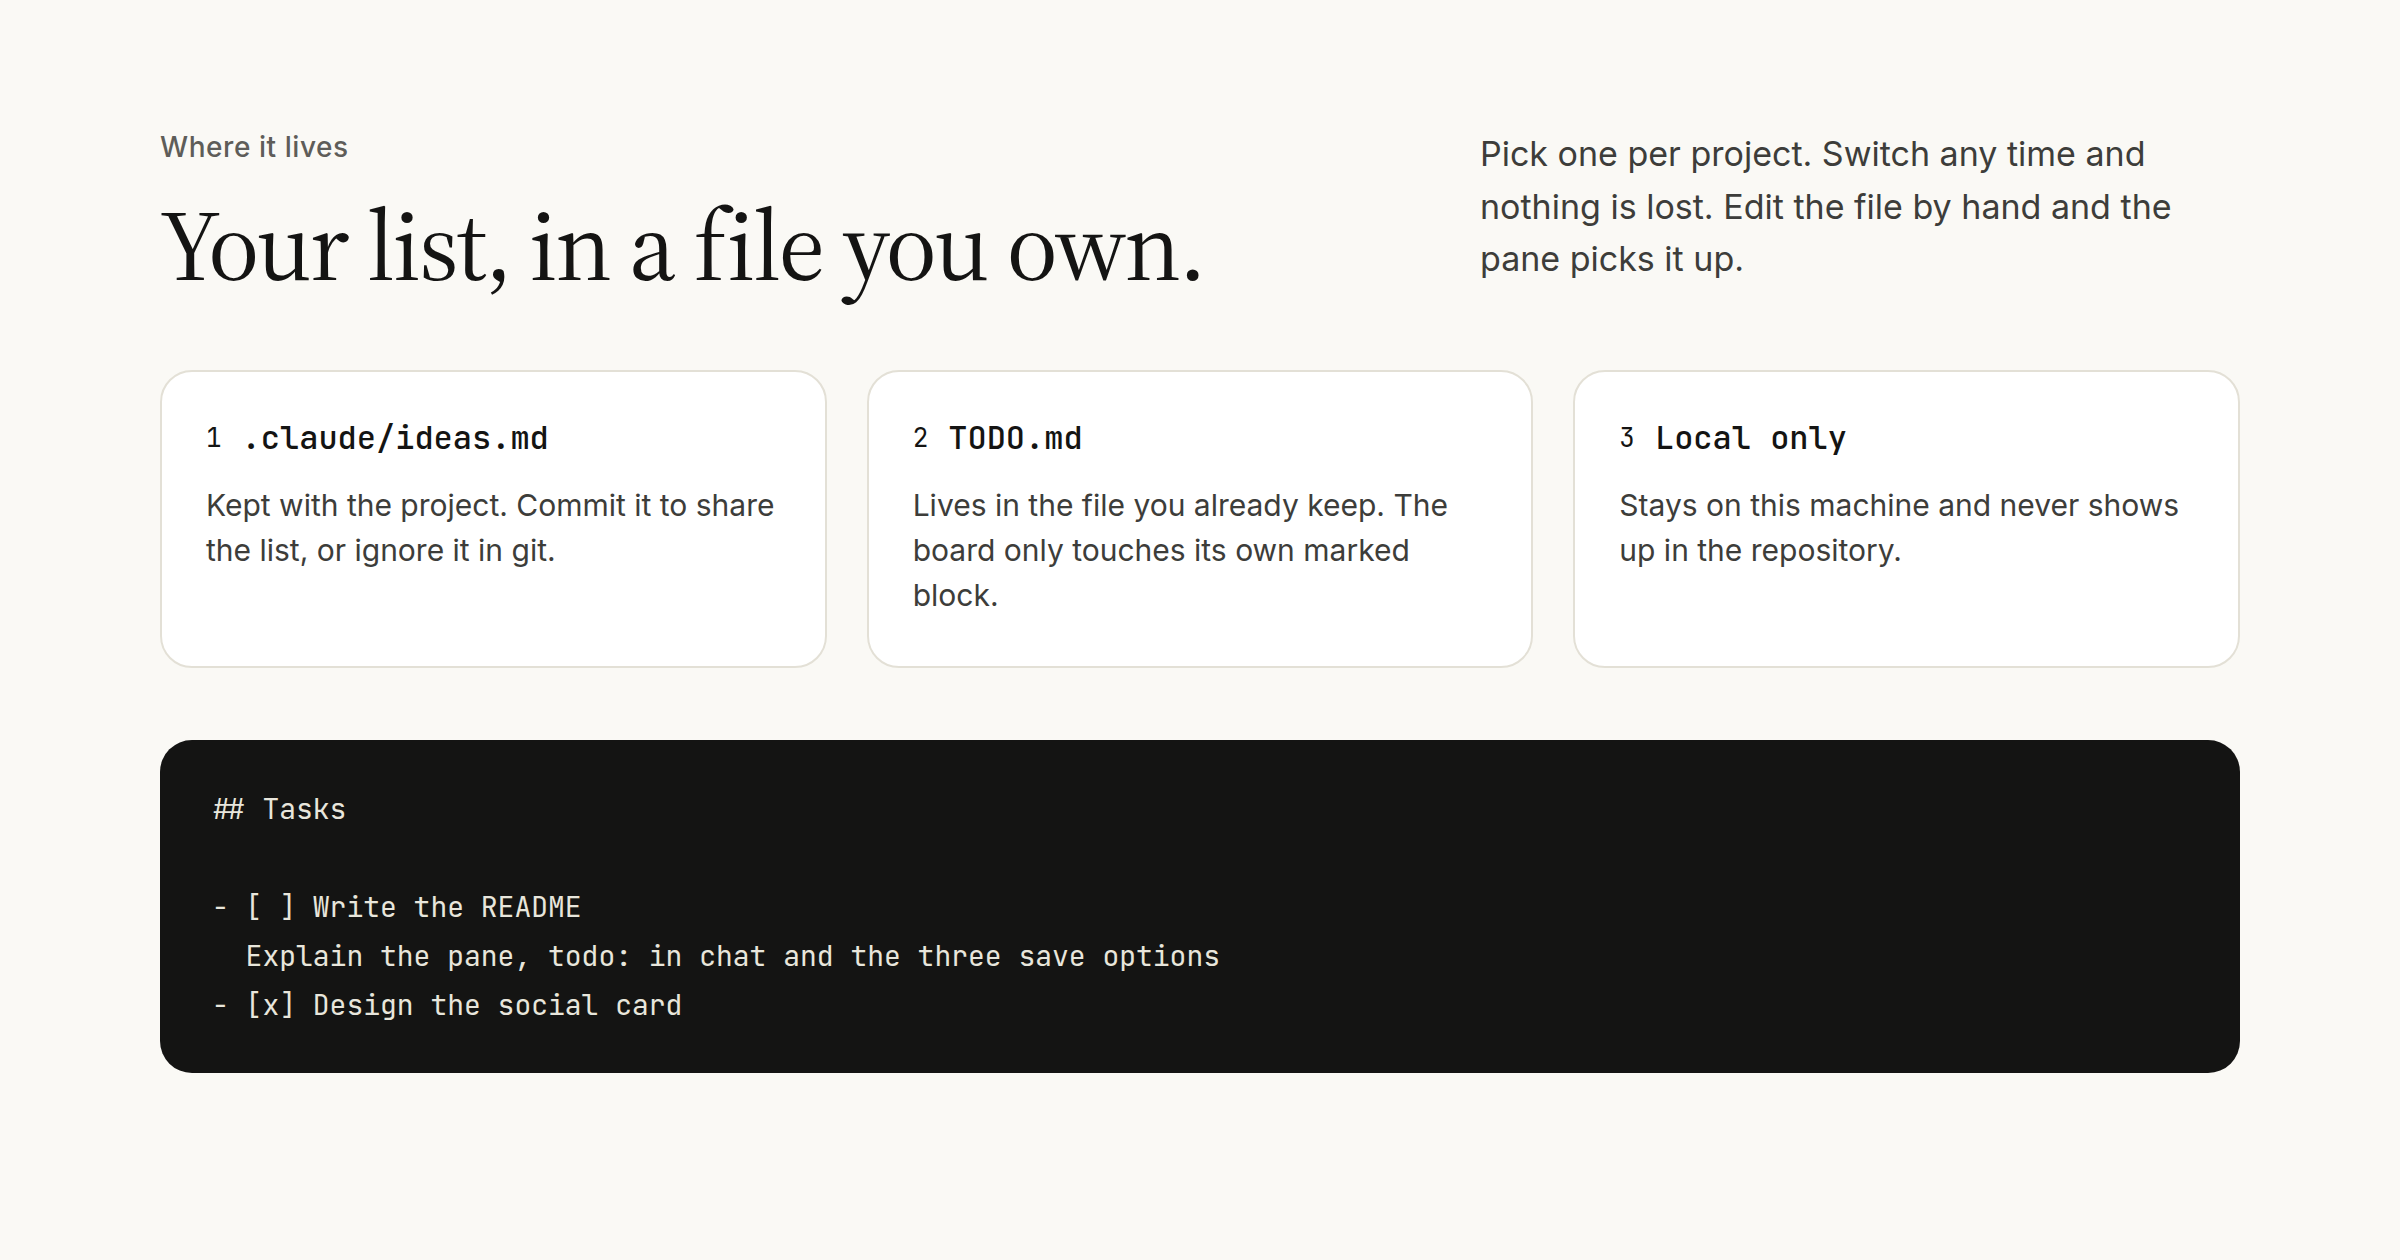 Where it lives
Your list, in a file you own.
Pick one per project. Switch any time and
nothing is lost. Edit the file by hand and the
pane picks it up.
1 .claude/ideas.md
Kept with the project. Commit it to share
the list, or ignore it in git.
2 TODO.md
Lives in the file you already keep. The
board only touches its own marked
block.
3 Local only
Stays on this machine and never shows
up in the repository.
## Tasks
- [ ] Write the README
Explain the pane, todo: in chat and the three save options
- [x] Design the social card